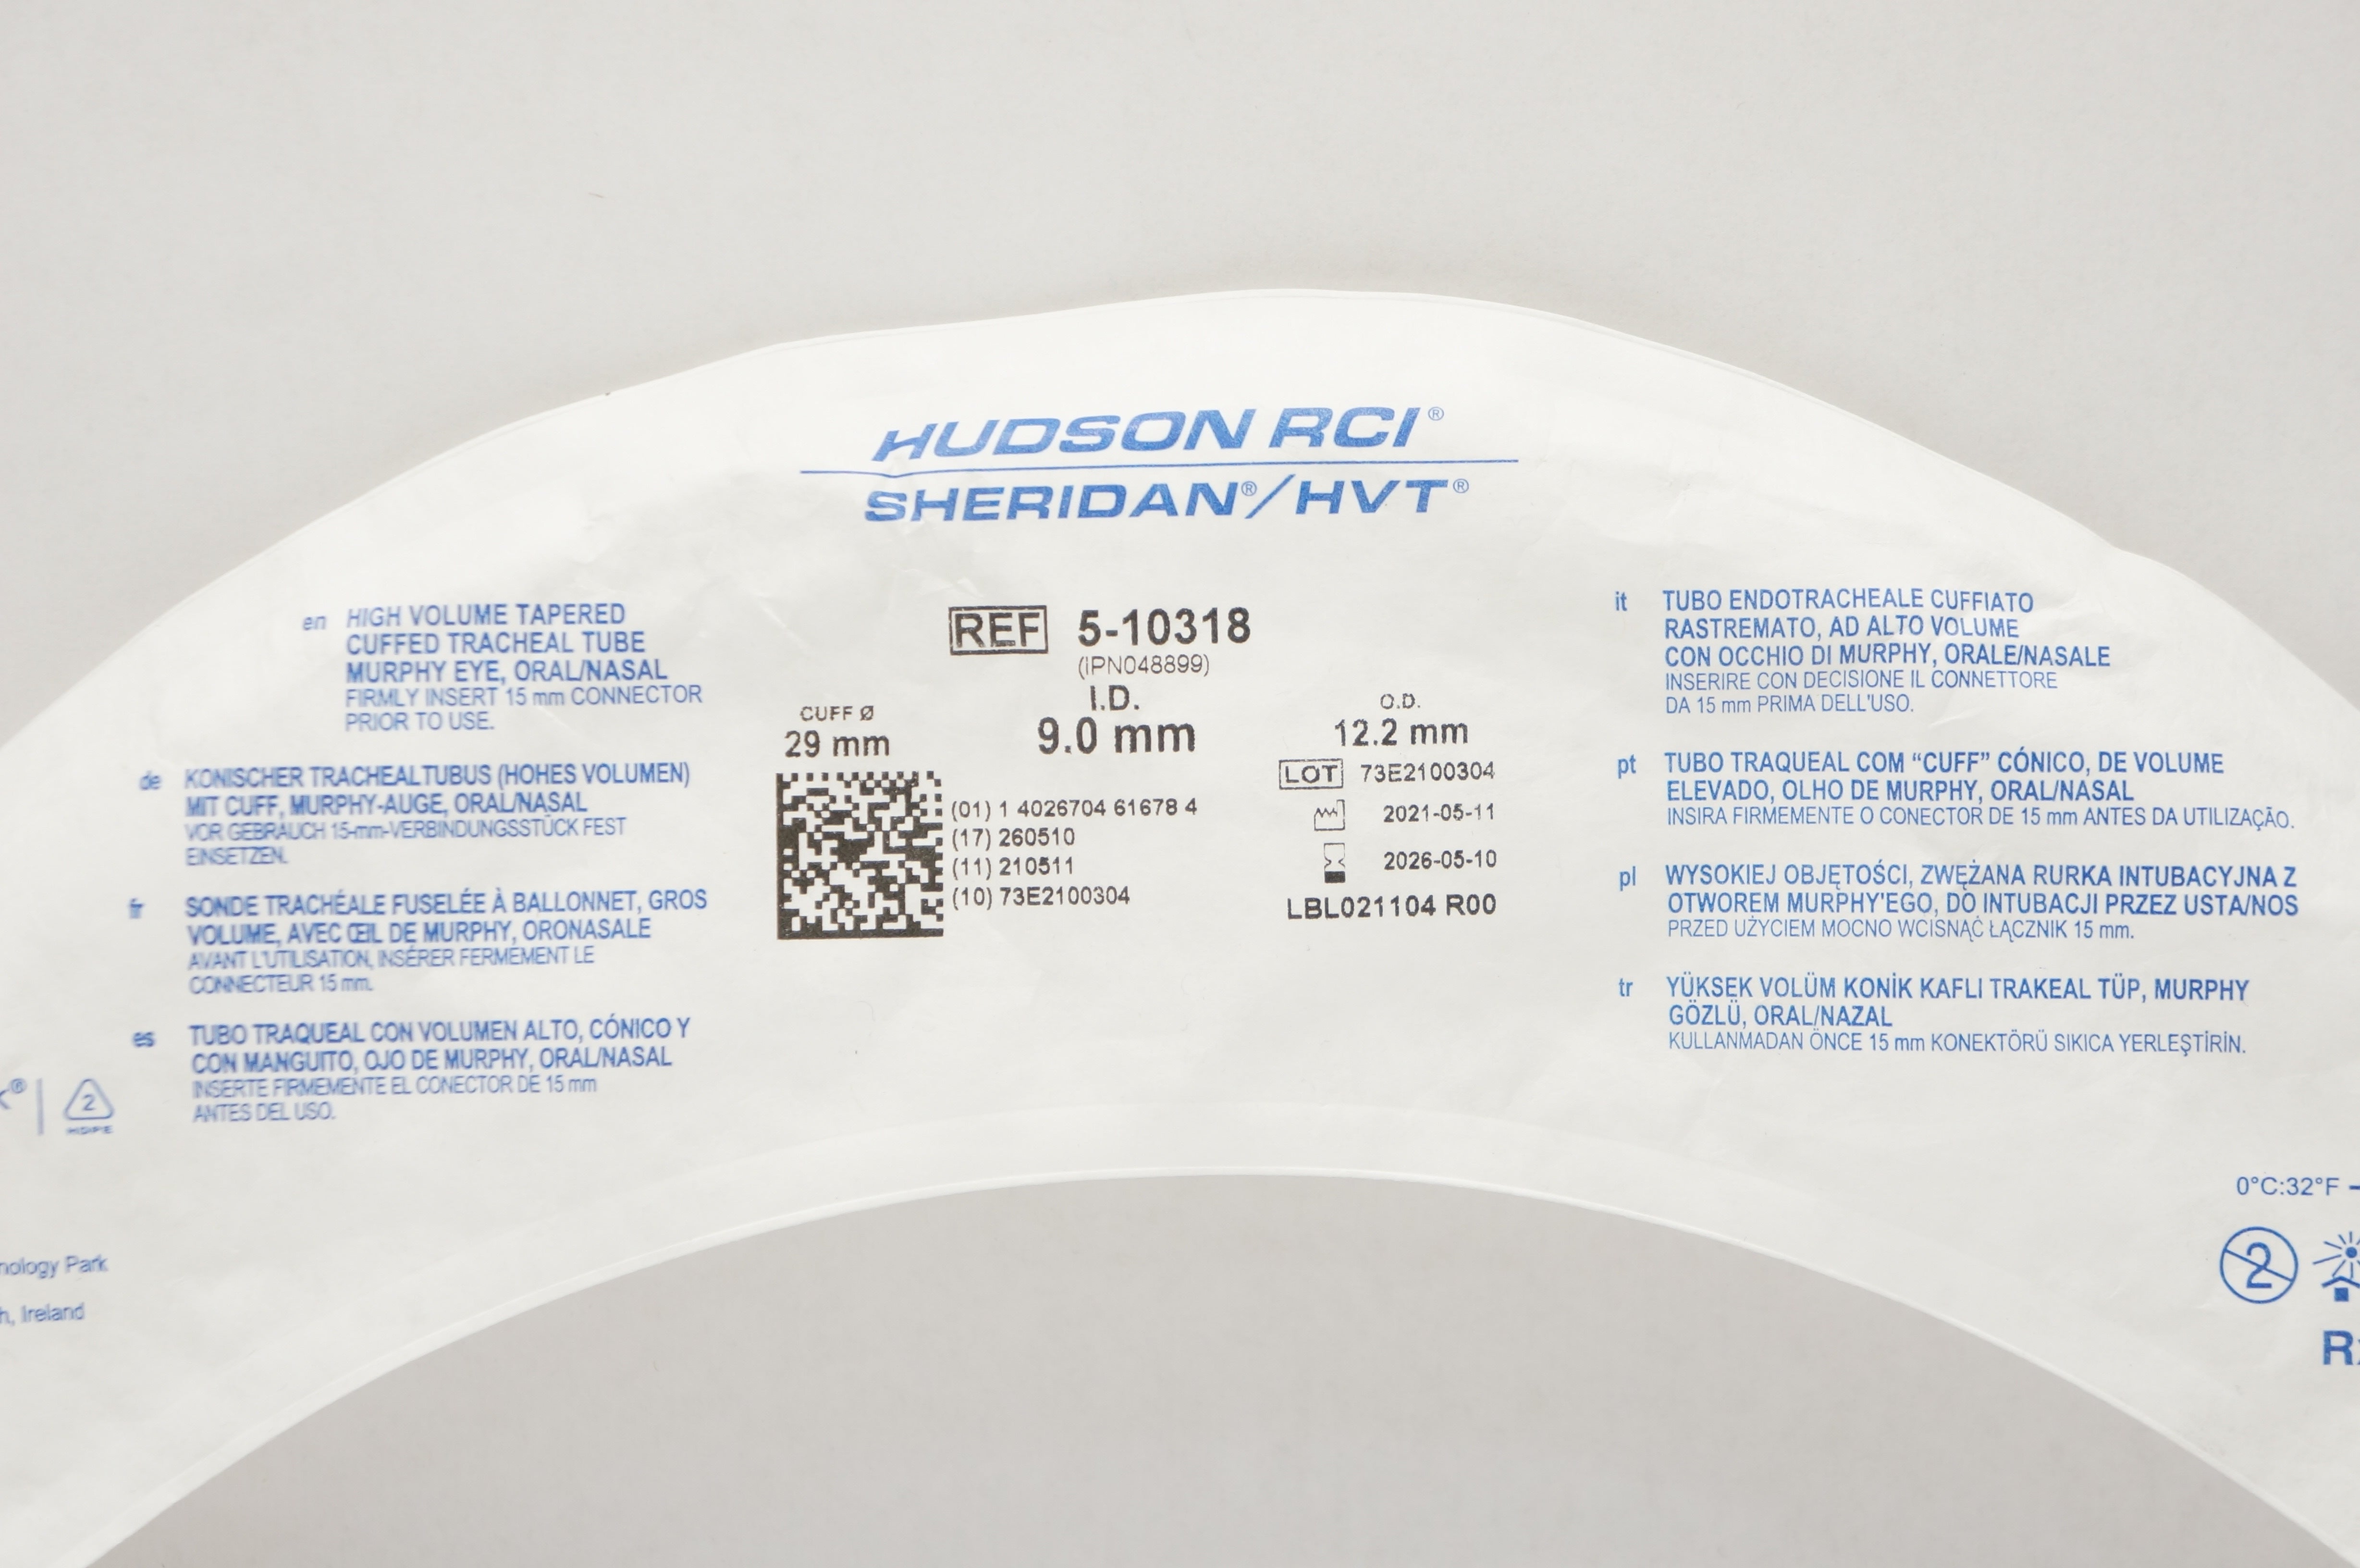 HUDSON RCI®
SHERIDAN®/HVT®
en HIGH VOLUME TAPERED
CUFFED TRACHEAL TUBE
MURPHY EYE, ORAL/NASAL
FIRMLY INSERT 15 mm CONNECTOR
PRIOR TO USE.
de KONISCHER TRACHEALTUBUS (HOHES VOLUMEN)
MIT CUFF, MURPHY-AUGE, ORAL/NASAL
VOR GEBRAUCH 15-mm-VERBINDUNGSSTÜCK FEST
EINSETZEN.
fr SONDE TRACHÉALE FUSELÉE À BALLONNET, GROS
VOLUME, AVEC ŒIL DE MURPHY, ORONASALE
AVANT L'UTILISATION, INSÉRER FERMEMENT LE
CONNECTEUR 15 mm.
es TUBO TRAQUEAL CON VOLUMEN ALTO, CÓNICO Y
CON MANGUITO, OJO DE MURPHY, ORAL/NASAL
INSERTE FIRMEMENTE EL CONECTOR DE 15 mm
ANTES DEL USO.
2
HDPE
Park
Ireland
REF 5-10318
(IPN048899)
CUFF Ø
29 mm
I.D.
9.0 mm
O.D.
12.2 mm
(01) 1 4026704 61678 4
(17) 260510
(11) 210511
(10) 73E2100304
LOT 73E2100304
2021-05-11
2026-05-10
LBL021104 R00
it TUBO ENDOTRACHEALE CUFFIATO
RASTREMATO, AD ALTO VOLUME
CON OCCHIO DI MURPHY, ORALE/NASALE
INSERIRE CON DECISIONE IL CONNETTORE
DA 15 mm PRIMA DELL'USO.
pt TUBO TRAQUEAL COM “CUFF” CÓNICO, DE VOLUME
ELEVADO, OLHO DE MURPHY, ORAL/NASAL
INSIRA FIRMEMENTE O CONECTOR DE 15 mm ANTES DA UTILIZAÇÃO.
pl WYSOKIEJ OBJĘTOŚCI, ZWĘŻANA RURKA INTUBACYJNA Z
OTWOREM MURPHY'EGO, DO INTUBACJI PRZEZ USTA/NOS
PRZED UŻYCIEM MOCNO WCISNĄĆ ŁĄCZNIK 15 mm.
tr YÜKSEK VOLÜM KONİK KAFLI TRAKEAL TÜP, MURPHY
GÖZLÜ, ORAL/NAZAL
KULLANMADAN ÖNCE 15 mm KONEKTÖRÜ SIKICA YERLEŞTİRİN.
0°C:32°F
2